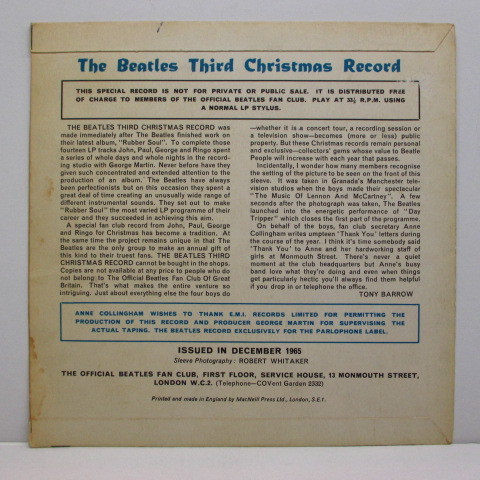 The Beatles Third Christmas Record
THIS SPECIAL RECORD IS NOT FOR PRIVATE OR PUBLIC SALE. IT IS DISTRIBUTED FREE
OF CHARGE TO MEMBERS OF THE OFFICIAL BEATLES FAN CLUB. PLAY AT 33⅓ R.P.M. USING
A NORMAL LP STYLUS.
THE BEATLES THIRD CHRISTMAS RECORD was
made immediately after The Beatles finished work on
their latest album, "Rubber Soul". To complete those
fourteen LP tracks John, Paul, George and Ringo spent
a series of whole days and whole nights in the record-
ing studio with George Martin. Never before have they
given such concentrated and extended attention to the
production of an album. The Beatles have always
been perfectionists but on this occasion they spent a
great deal of time creating an unusually wide range of
different instrumental sounds. They set out to make
"Rubber Soul" the most varied LP programme of their
career and they succeeded in achieving this aim.
A special fan club record from John, Paul, George
and Ringo for Christmas has become a tradition. At
the same time the project remains unique in that The
Beatles are the only group to make an annual gift of
this kind to their truest fans. THE BEATLES THIRD
CHRISTMAS RECORD cannot be bought in the shops.
Copies are not available at any price to people who do
not belong to The Official Beatles Fan Club Of Great
Britain. That's what makes the entire venture so
intriguing. Just about everything else the four boys do
—whether it is a concert tour, a recording session or
a television show—becomes (more or less) public
property. But these Christmas records remain personal
and exclusive—collectors' gems whose value to Beatle
People will increase with each year that passes.
Incidentally, I wonder how many members recognise
the setting of the picture to be seen on the front of this
sleeve. It was taken in Granada's Manchester tele-
vision studios when the boys made their spectacular
"The Music Of Lennon And McCartney". A few
seconds after the photograph was taken, The Beatles
launched into the energetic performance of "Day
Tripper" which closes the first part of the programme.
On behalf of the boys, fan club secretary Anne
Collingham writes umpteen 'Thank You' letters during
the course of the year. I think it's time somebody said
'Thank You' to Anne and her hardworking staff of
girls at Monmouth Street. There's never a quiet
moment at the club headquarters but Anne's busy
band love what they're doing and even when things
get particularly hectic you'll always find them helpful
if you drop in or telephone the office.
TONY BARROW
ANNE COLLINGHAM WISHES TO THANK E.M.I. RECORDS LIMITED FOR PERMITTING THE
PRODUCTION OF THIS RECORD AND PRODUCER GEORGE MARTIN FOR SUPERVISING THE
ACTUAL TAPING. THE BEATLES RECORD EXCLUSIVELY FOR THE PARLOPHONE LABEL.
ISSUED IN DECEMBER 1965
Sleeve Photography: ROBERT WHITAKER
THE OFFICIAL BEATLES FAN CLUB, FIRST FLOOR, SERVICE HOUSE, 13 MONMOUTH STREET,
LONDON W.C.2. (Telephone—COVent Garden 2332)
Printed and made in England by MacNeill Press Ltd., London, S.E.1.